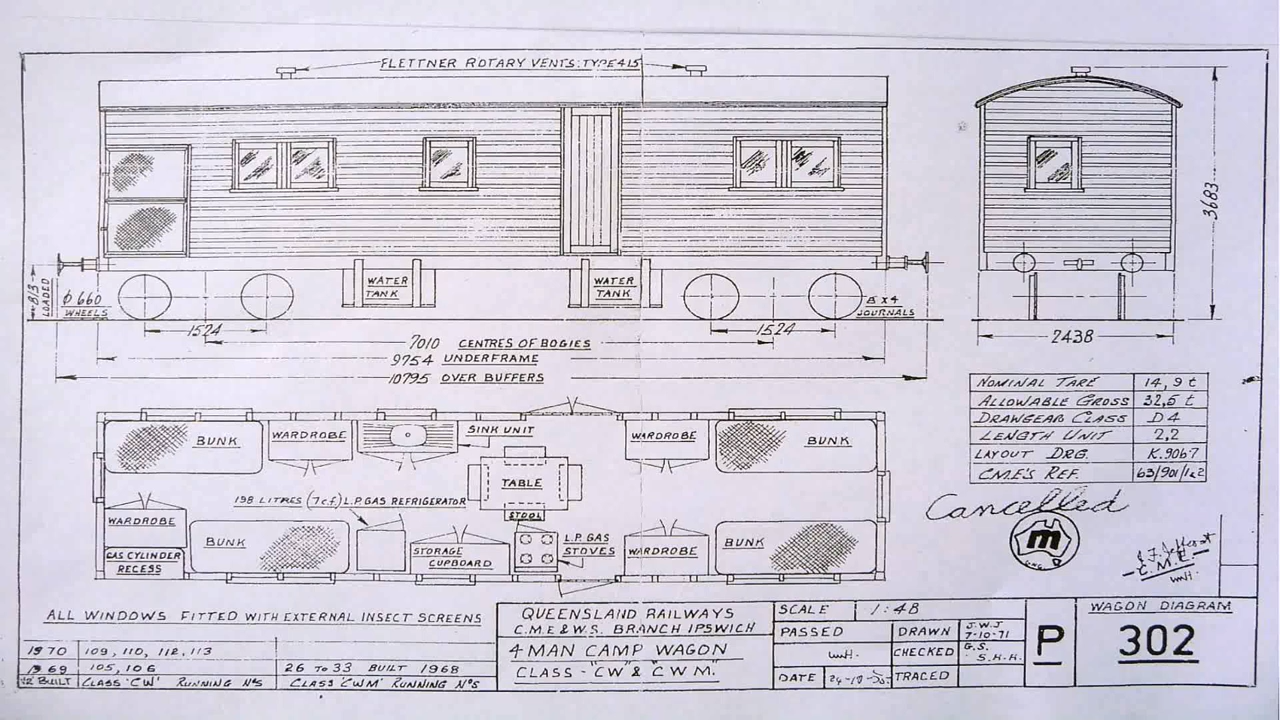 FLETTNER ROTARY VENTS: TYPE 415
WATER TANK
WATER TANK
813 LOADED
φ 660 WHEELS
8 X 4 JOURNALS
1524
1524
7010 CENTRES OF BOGIES
9754 UNDERFRAME
10795 OVER BUFFERS
3683
2438
NOMINAL TARE 14,9 t
ALLOWABLE GROSS 32,5 t
DRAWGEAR CLASS D4
LENGTH UNIT 2,2
LAYOUT DRG. K.9067
C.M.E's REF. 63/901/1&2
Cancelled
m
BUNK
WARDROBE
SINK UNIT
WARDROBE
BUNK
TABLE
198 LITRES (7 c.f.) L.P. GAS REFRIGERATOR
STOOL
WARDROBE
GAS CYLINDER RECESS
BUNK
STORAGE CUPBOARD
L.P. GAS STOVES
WARDROBE
BUNK
C.M.E.
ALL WINDOWS FITTED WITH EXTERNAL INSECT SCREENS
1970 109, 110, 112, 113
1969 105, 106 26 TO 33 BUILT 1968
BUILT CLASS 'CW' RUNNING Nos CLASS 'CWM' RUNNING Nos
QUEENSLAND RAILWAYS
C.M.E & W.S. BRANCH IPSWICH
4 MAN CAMP WAGON
CLASS - "CW" & "CWM."
SCALE 1:48
PASSED
DRAWN J.W.J 7-10-71
CHECKED G.S. S.H.H.
DATE
TRACED
P
WAGON DIAGRAM
302